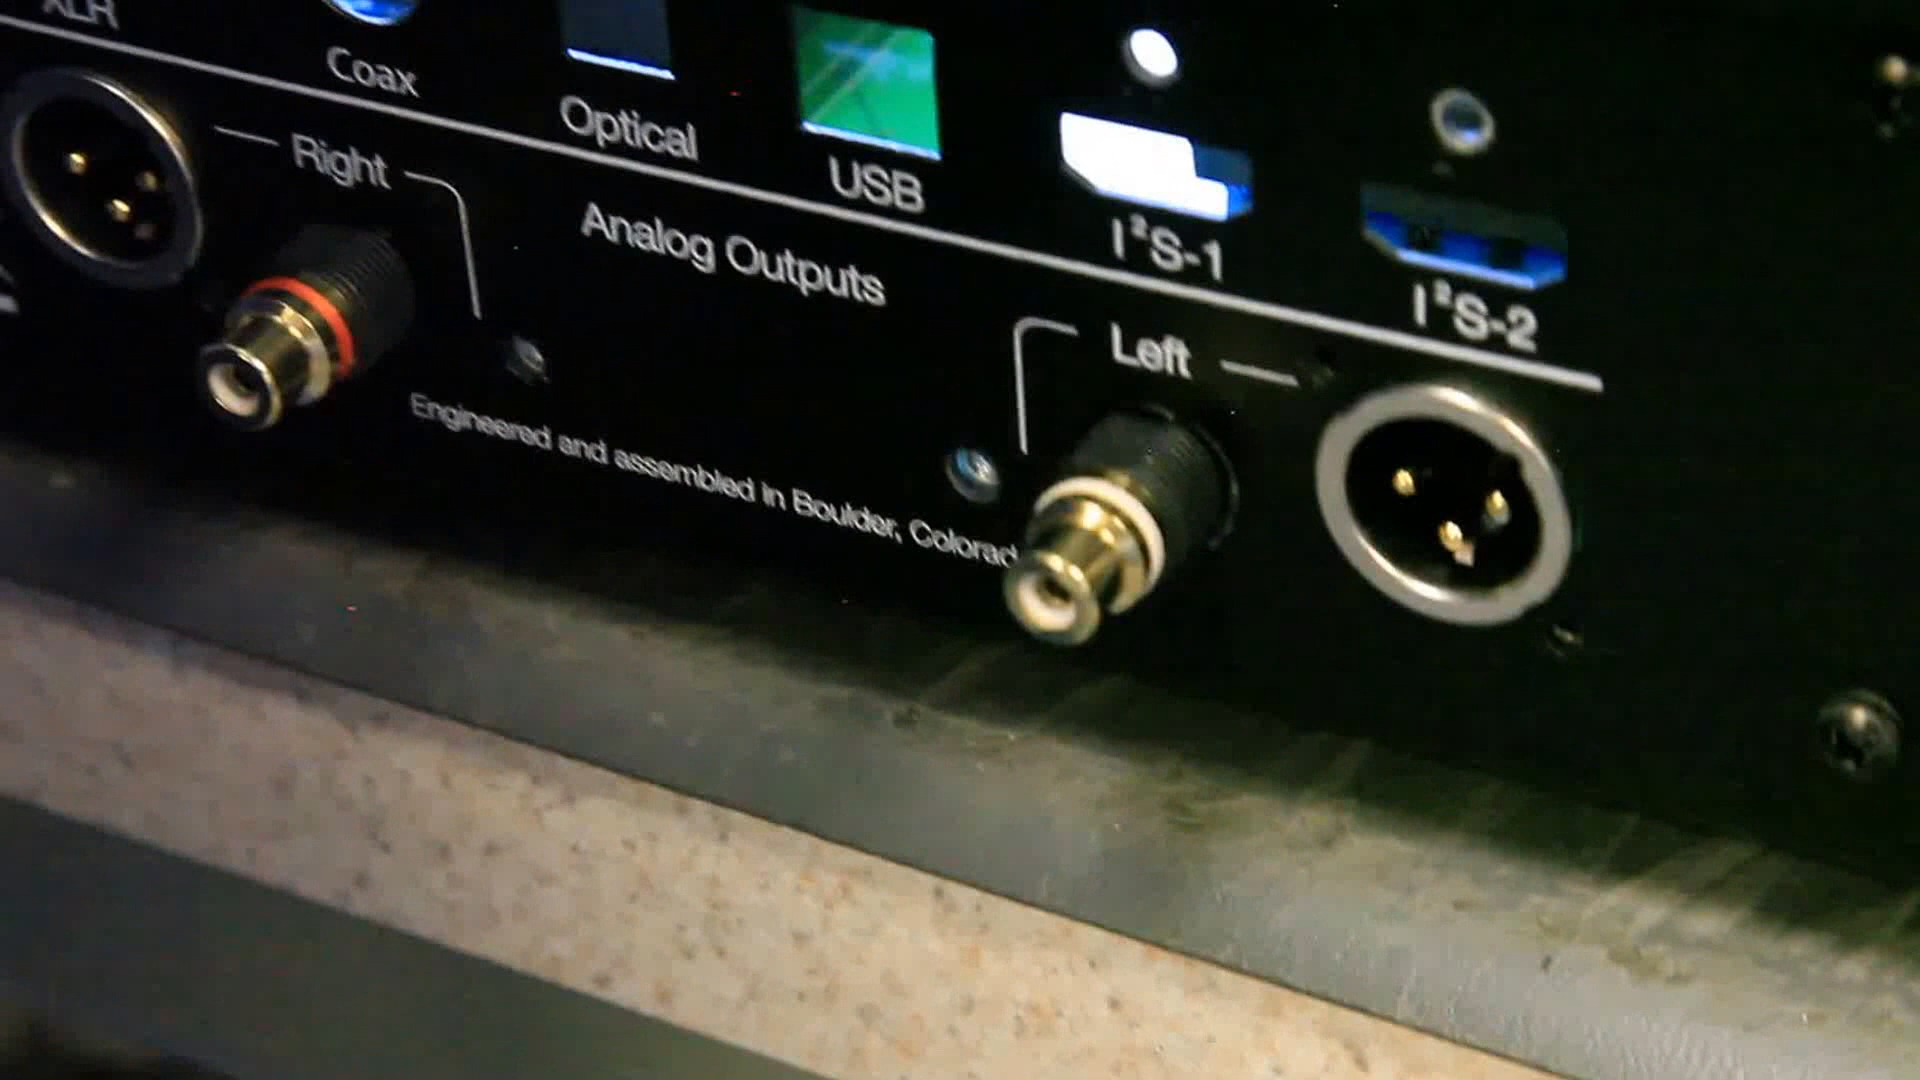 XLR
Coax
Optical
USB
I²S-1
I²S-2
Right
Analog Outputs
Left
Engineered and assembled in Boulder, Colorad